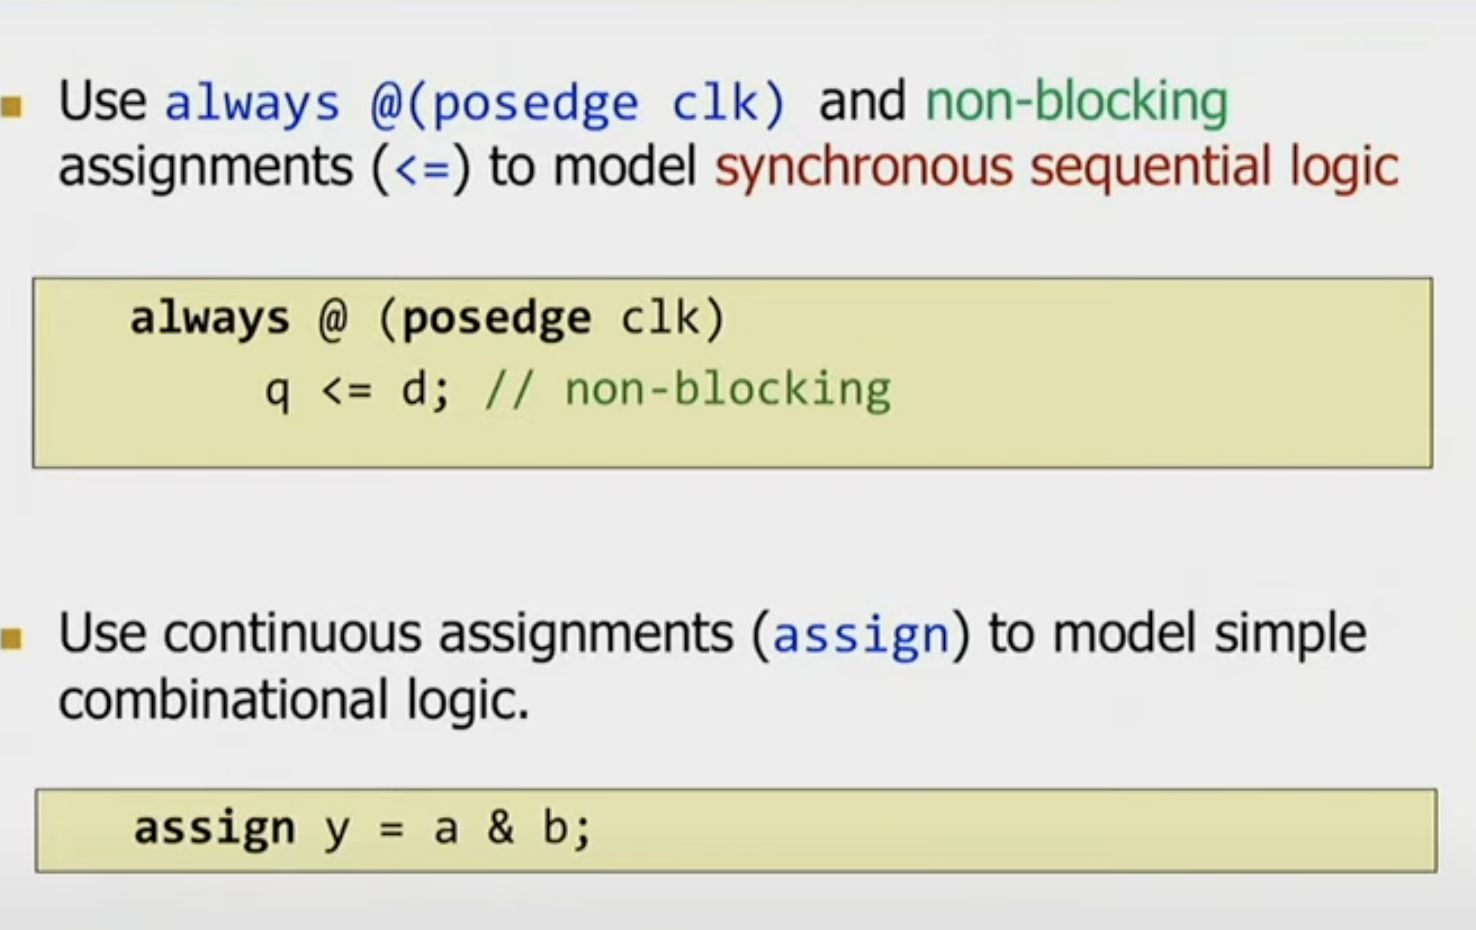 Use always @(posedge clk) and non-blocking
assignments (<=) to model synchronous sequential logic
always @ (posedge clk)
q <= d; // non-blocking
Use continuous assignments (assign) to model simple
combinational logic.
assign y = a & b;